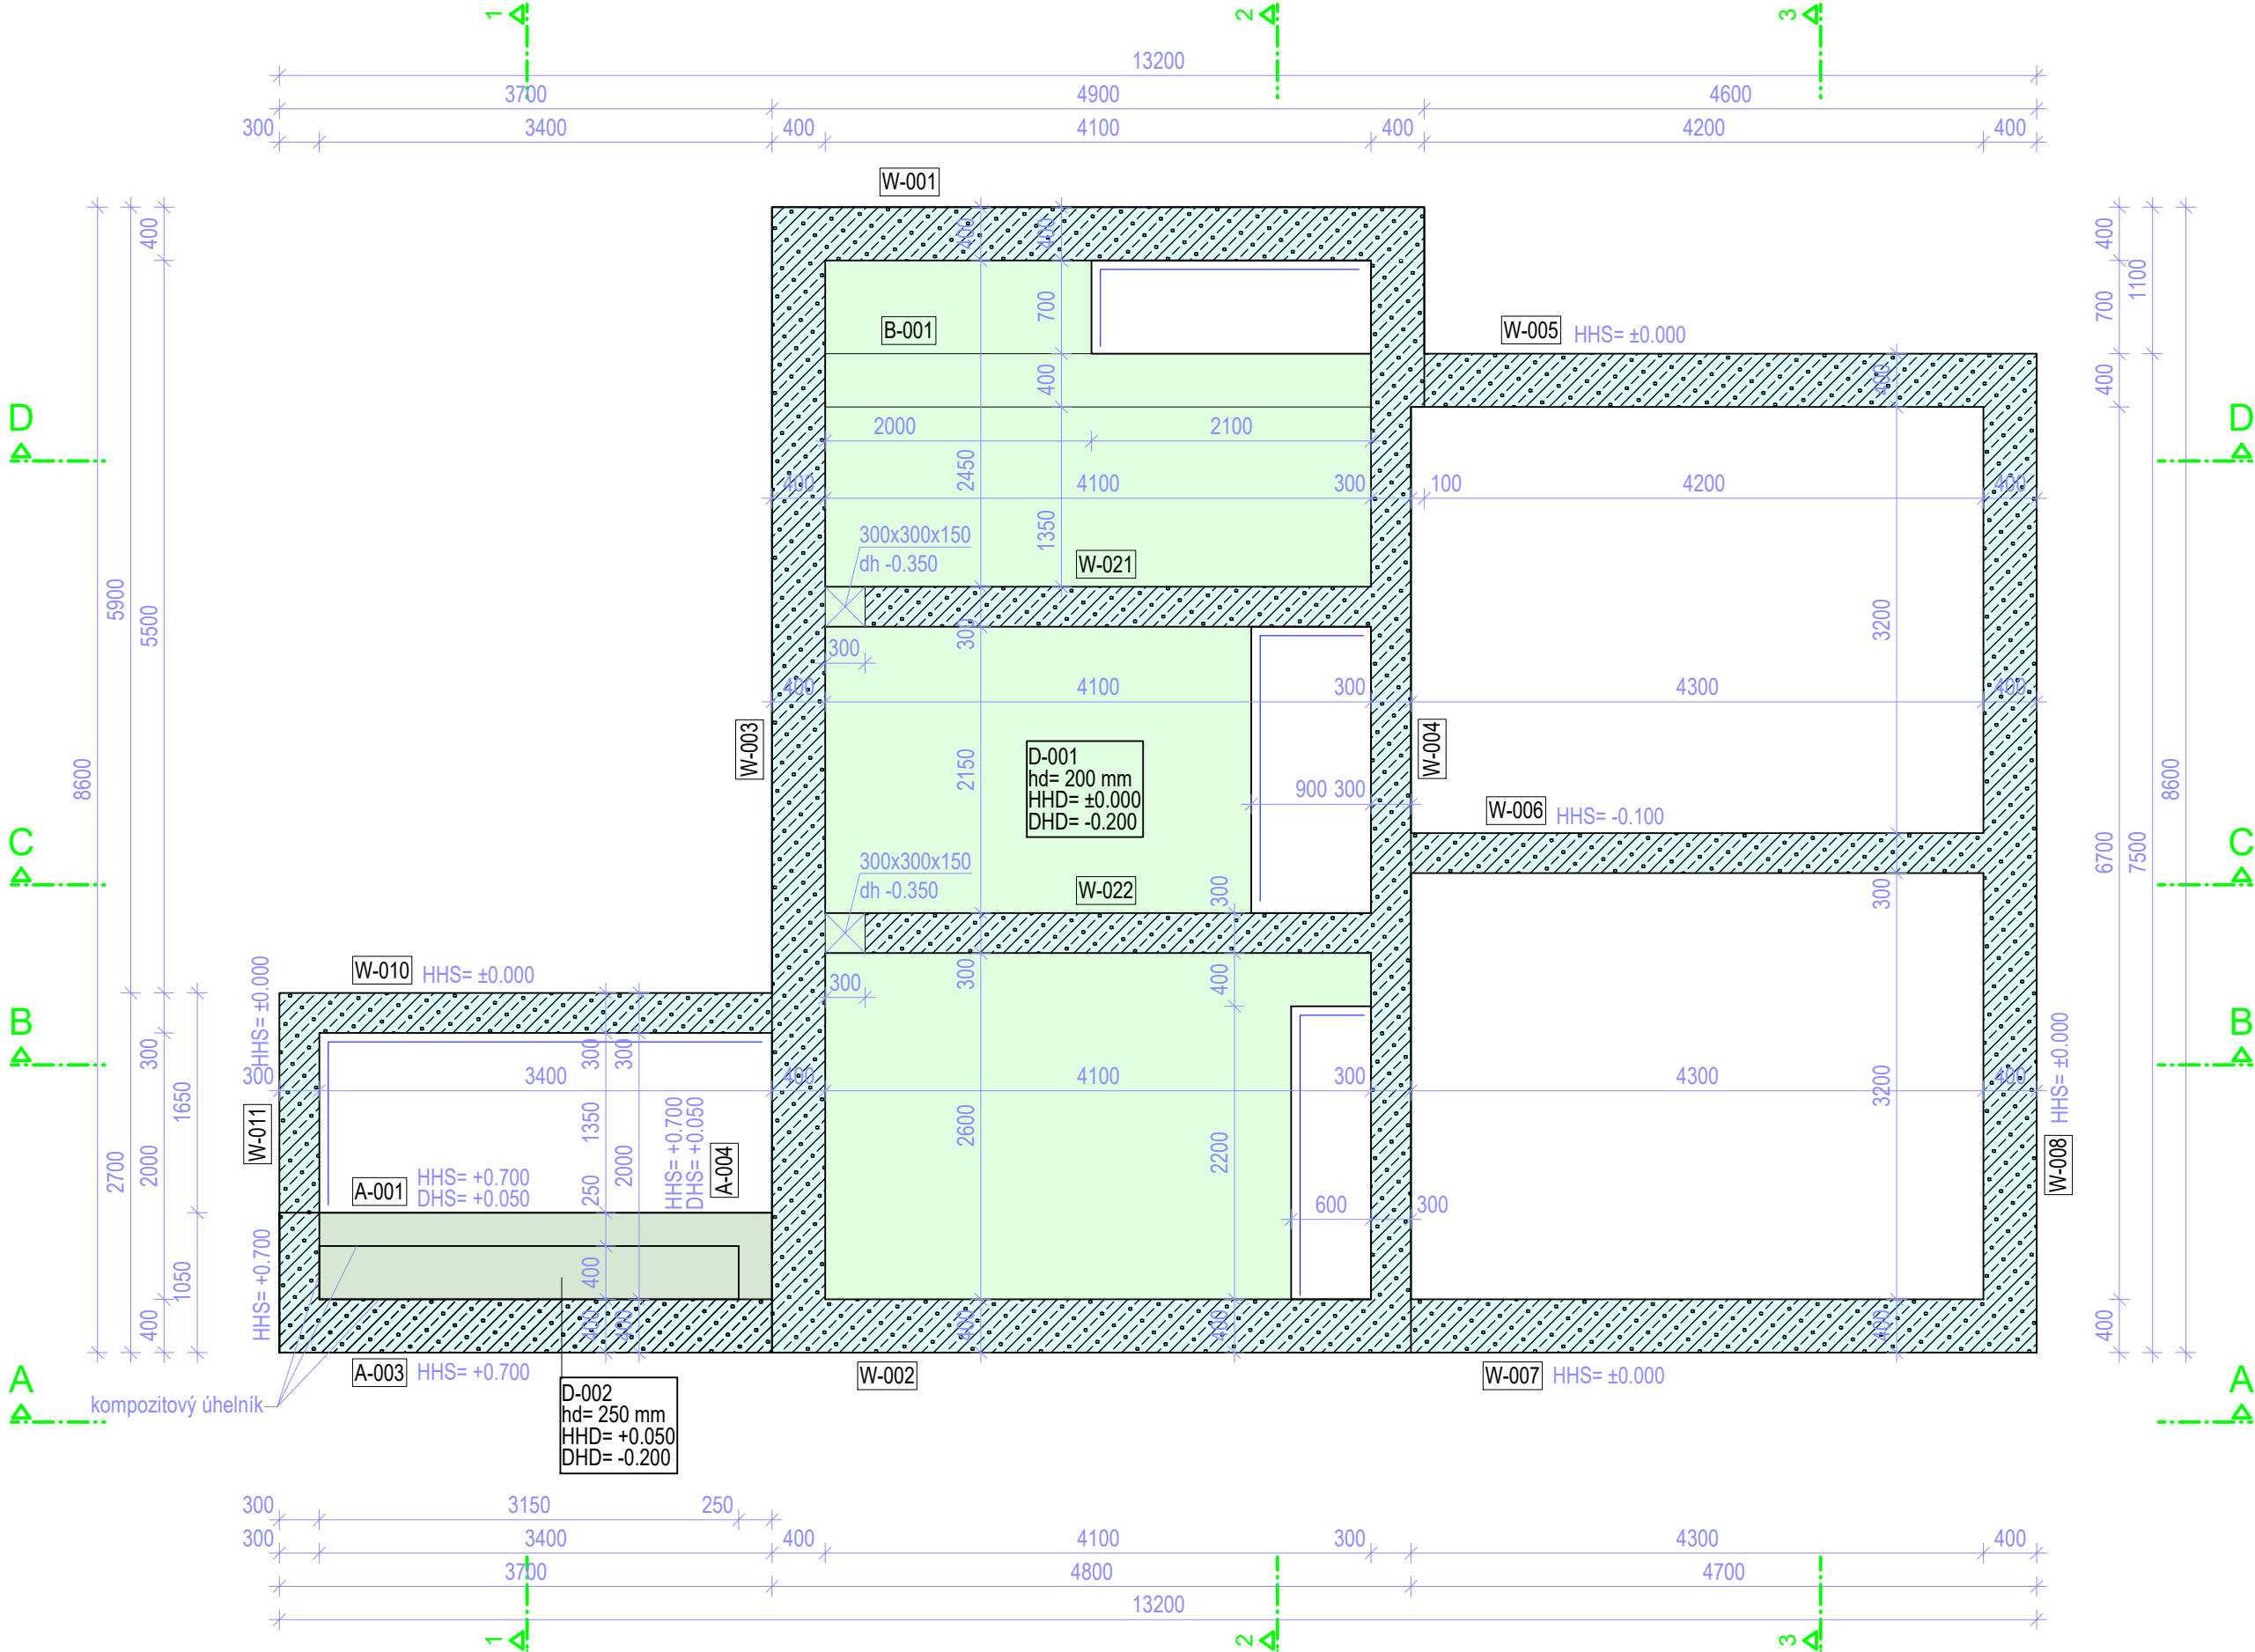 1
2
3
13200
3700
4900
4600
300
3400
400
4100
400
4200
400
W-001
400
400
400
400
1100
700
B-001
W-005
HHS= ±0.000
700
400
400
400
D
D
2000
2100
2450
400
4100
300
100
4200
400
300x300x150
dh -0.350
1350
W-021
5900
5500
300
3200
300
400
4100
300
4300
400
W-003
W-004
8600
2150
D-001
hd= 200 mm
HHD= ±0.000
DHD= -0.200
900
300
8600
W-006
HHS= -0.100
C
C
6700
7500
300x300x150
dh -0.350
W-022
300
300
W-010
HHS= ±0.000
HHS= ±0.000
300
300
400
B
B
300
300
300
HHS= ±0.000
300
3400
400
4100
300
4300
3200
400
1650
W-011
1350
HHS= +0.700
DHS= +0.050
2600
2200
2700
2000
2000
A-004
W-008
A-001
HHS= +0.700
DHS= +0.050
250
600
300
HHS= +0.700
1050
400
400
400
400
400
400
400
400
A
A
A-003
HHS= +0.700
W-002
W-007
HHS= ±0.000
kompozitový úhelník
D-002
hd= 250 mm
HHD= +0.050
DHD= -0.200
300
3150
250
300
3400
400
4100
300
4300
400
3700
4800
4700
13200
1
2
3